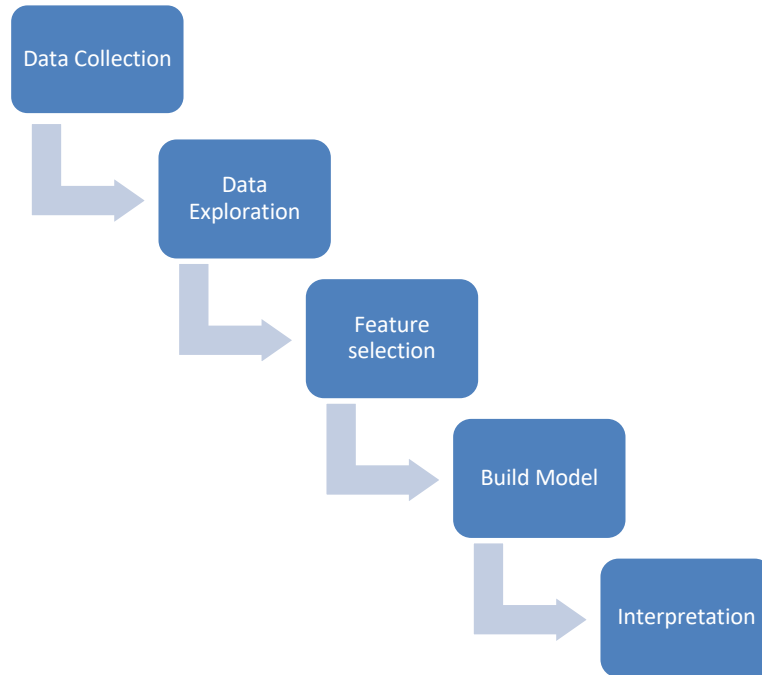 Data Collection
Data
Exploration
Feature
selection
Build Model
Interpretation